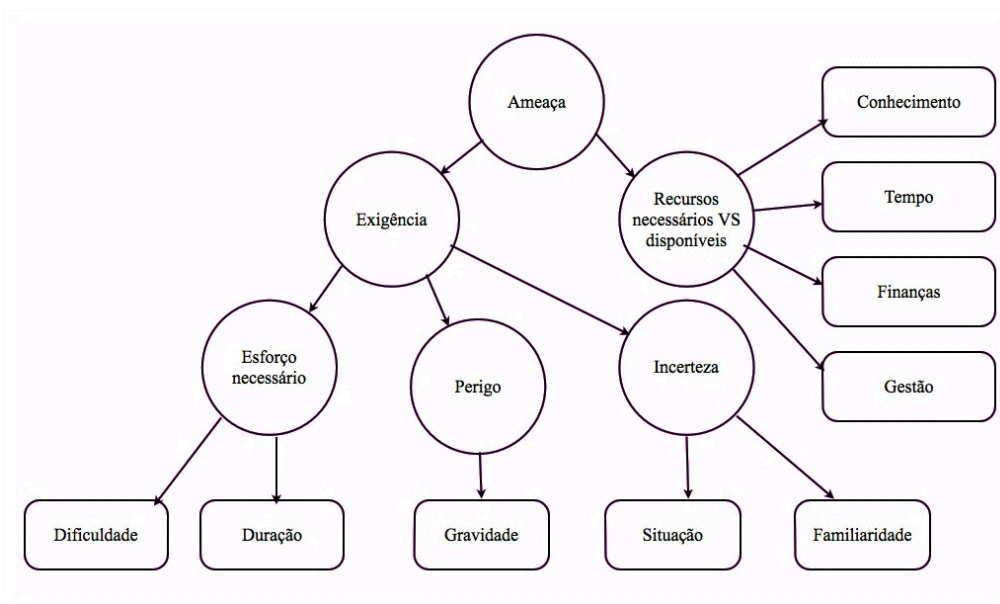 Ameaça
Conhecimento
Exigência
Recursos
necessários VS
disponíveis
Tempo
Finanças
Gestão
Esforço
necessário
Perigo
Incerteza
Dificuldade
Duração
Gravidade
Situação
Familiaridade